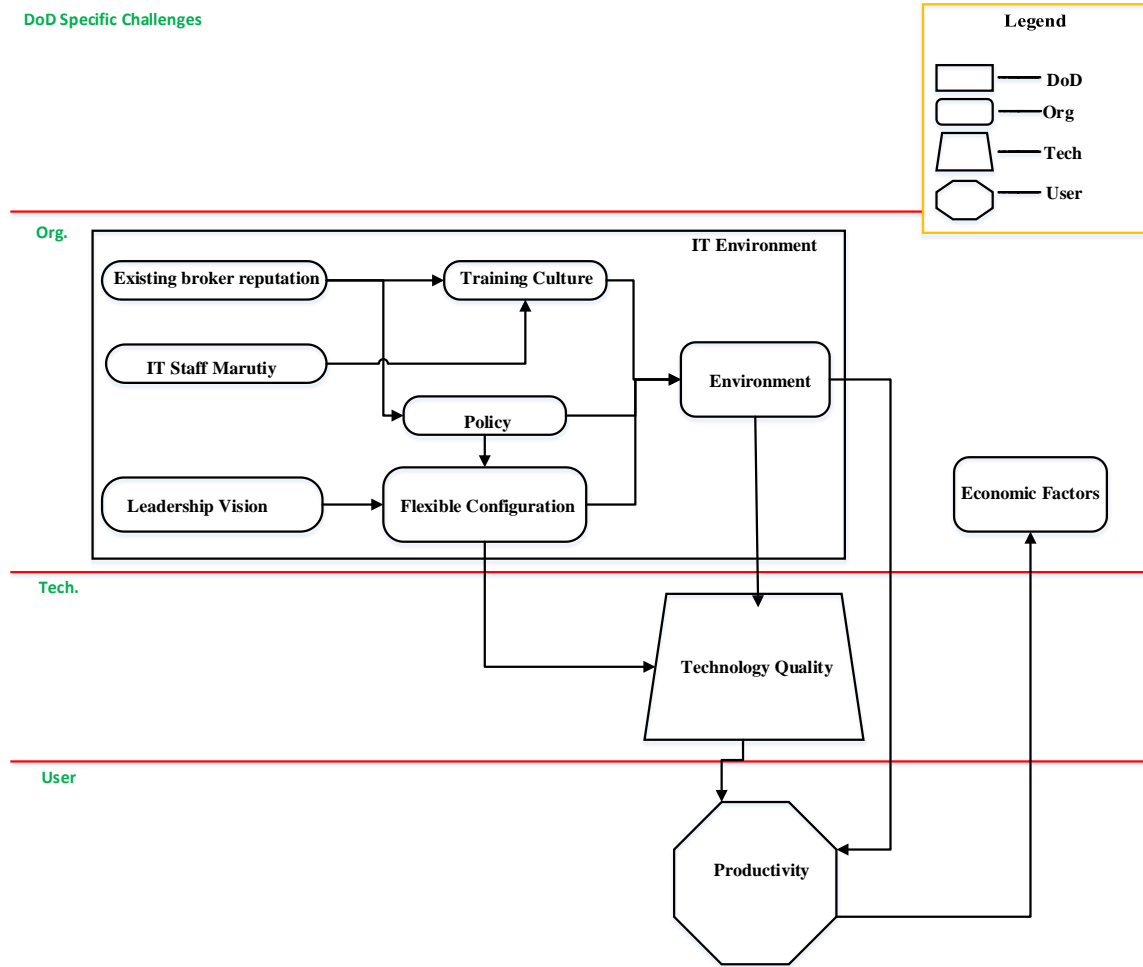 DoD Specific Challenges
Legend
DoD
Org
Tech
User
Org.
IT Environment
Existing broker reputation
Training Culture
IT Staff Marutiy
Environment
Policy
Leadership Vision
Flexible Configuration
Economic Factors
Tech.
Technology Quality
User
Productivity